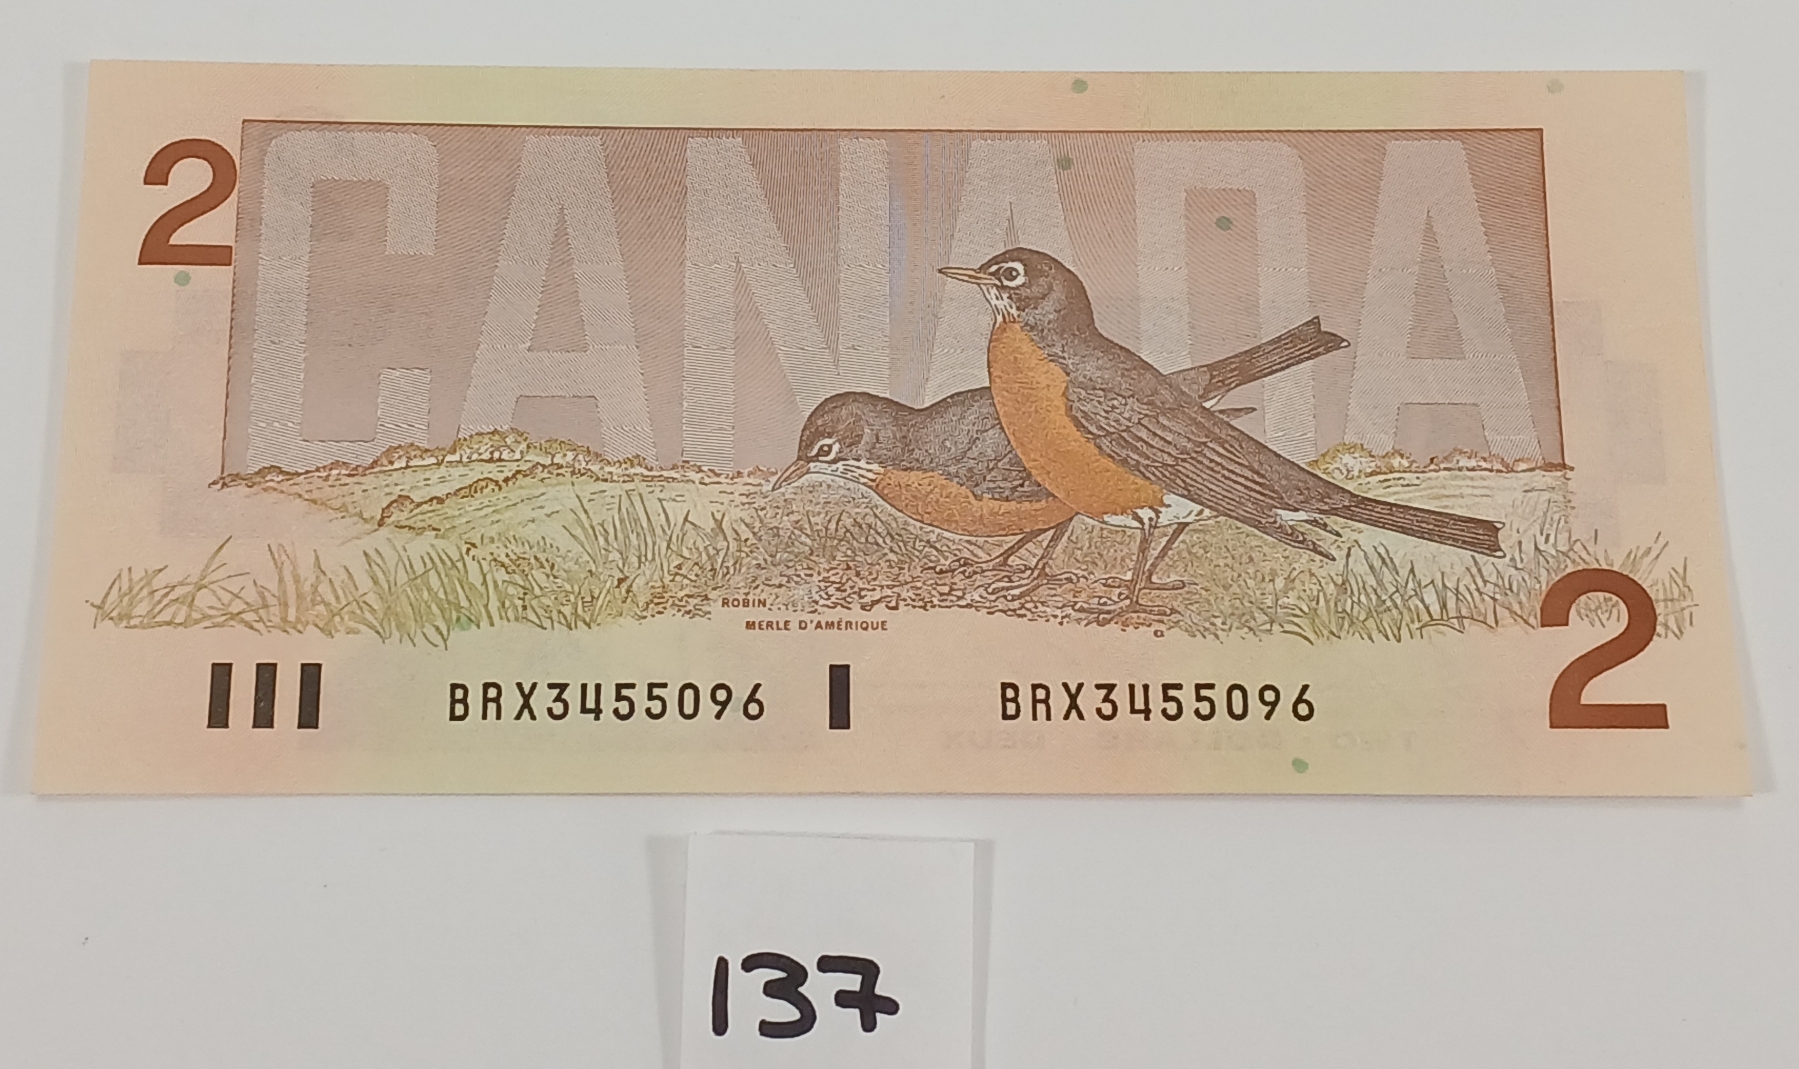 2
CANADA
ROBIN
MERLE D'AMÉRIQUE
BRX3455096 BRX3455096
2
137